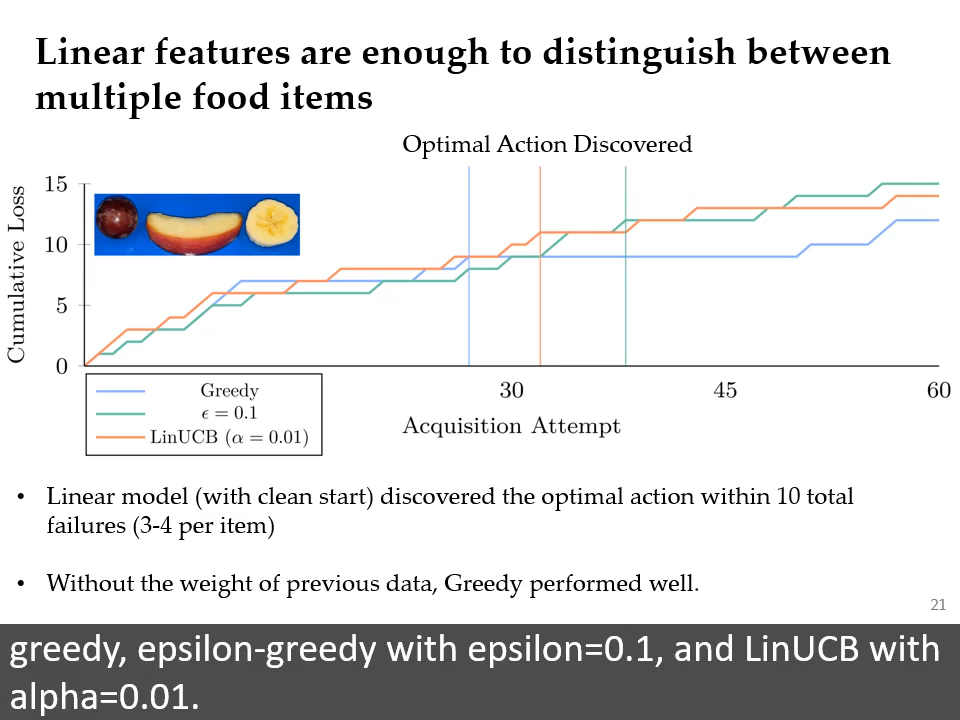 Linear features are enough to distinguish between
multiple food items
Optimal Action Discovered
Cumulative Loss
15
10
5
0
30
45
60
Acquisition Attempt
Greedy
ϵ = 0.1
LinUCB (α = 0.01)
• Linear model (with clean start) discovered the optimal action within 10 total
failures (3-4 per item)
• Without the weight of previous data, Greedy performed well.
21
greedy, epsilon-greedy with epsilon=0.1, and LinUCB with
alpha=0.01.